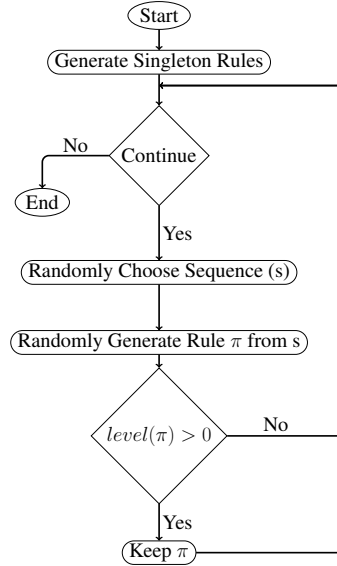 Start
Generate Singleton Rules
Continue
No
End
Yes
Randomly Choose Sequence (s)
Randomly Generate Rule π from s
level(π) > 0
No
Yes
Keep π